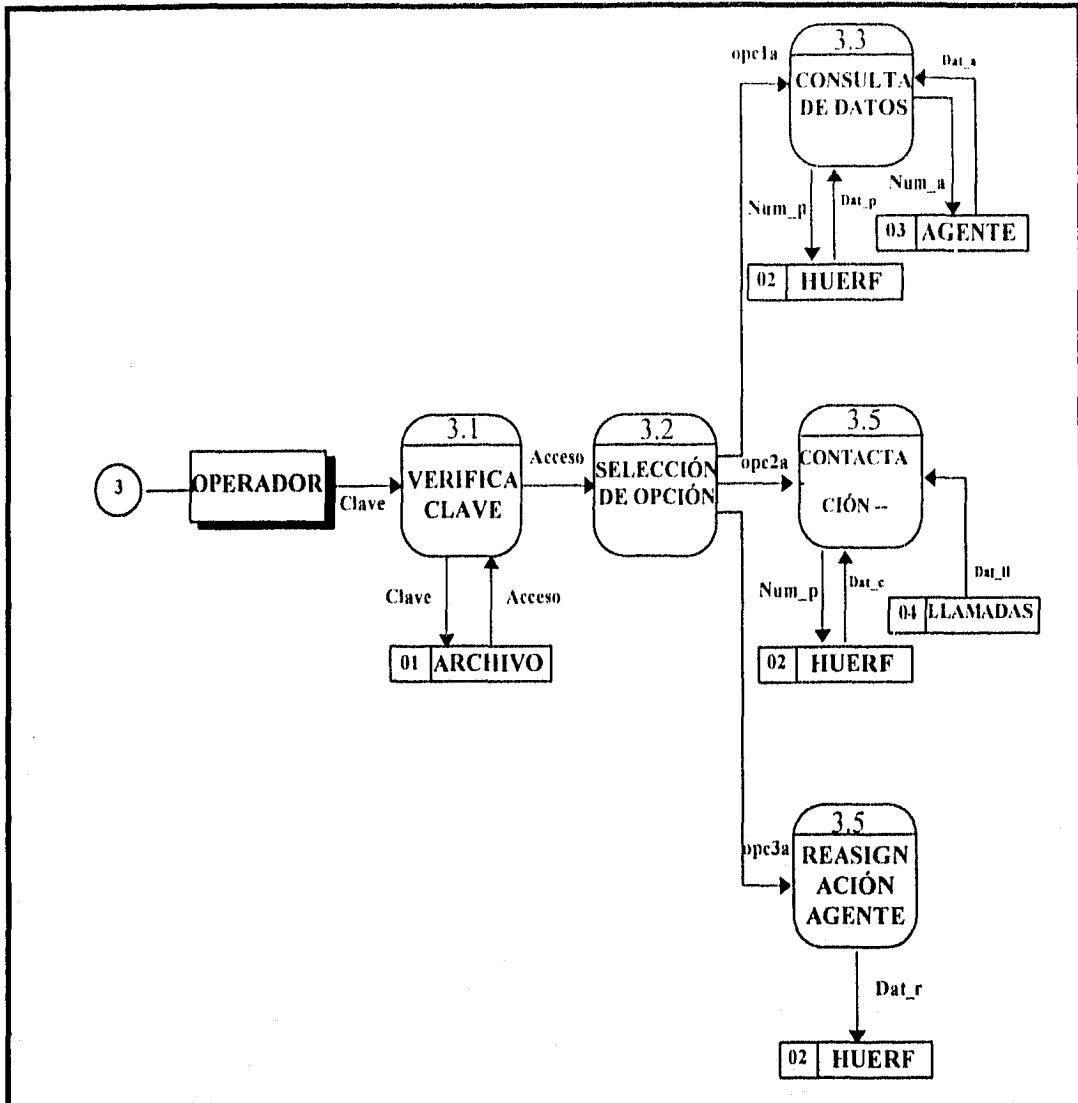 3.3
opc1a
Dat_a
CONSULTA
DE DATOS
Num_a
Num_p
Dat_p
03 AGENTE
02 HUERF
3.1
3.2
3.5
Acceso
opc2a
CONTACTA
3
OPERADOR
Clave
VERIFICA
CLAVE
SELECCIÓN
DE OPCIÓN
CIÓN --
Clave
Acceso
Num_p
Dat_c
Dat_ll
04 LLAMADAS
01 ARCHIVO
02 HUERF
3.5
opc3a
REASIGN
ACIÓN
AGENTE
Dat_r
02 HUERF